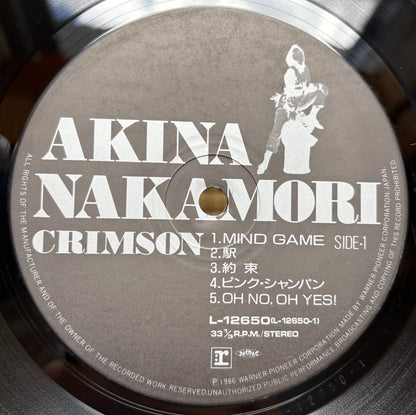 AKINA
NAKAMORI
CRIMSON
SIDE-1
1.MIND GAME
2.駅
3.約束
4.ピンク・シャンパン
5.OH NO, OH YES!
L-12650(L-12650-1)
33⅓R.P.M./STEREO
r
℗ 1986 WARNER-PIONEER CORPORATION MADE BY WARNER-PIONEER CORPORATION, JAPAN.
ALL RIGHTS OF THE MANUFACTURER AND OF THE OWNER OF THE RECORDED WORK RESERVED.UNAUTHORIZED PUBLIC PERFORMANCE BROADCASTING AND COPYING OF THIS RECORD PROHIBITED.